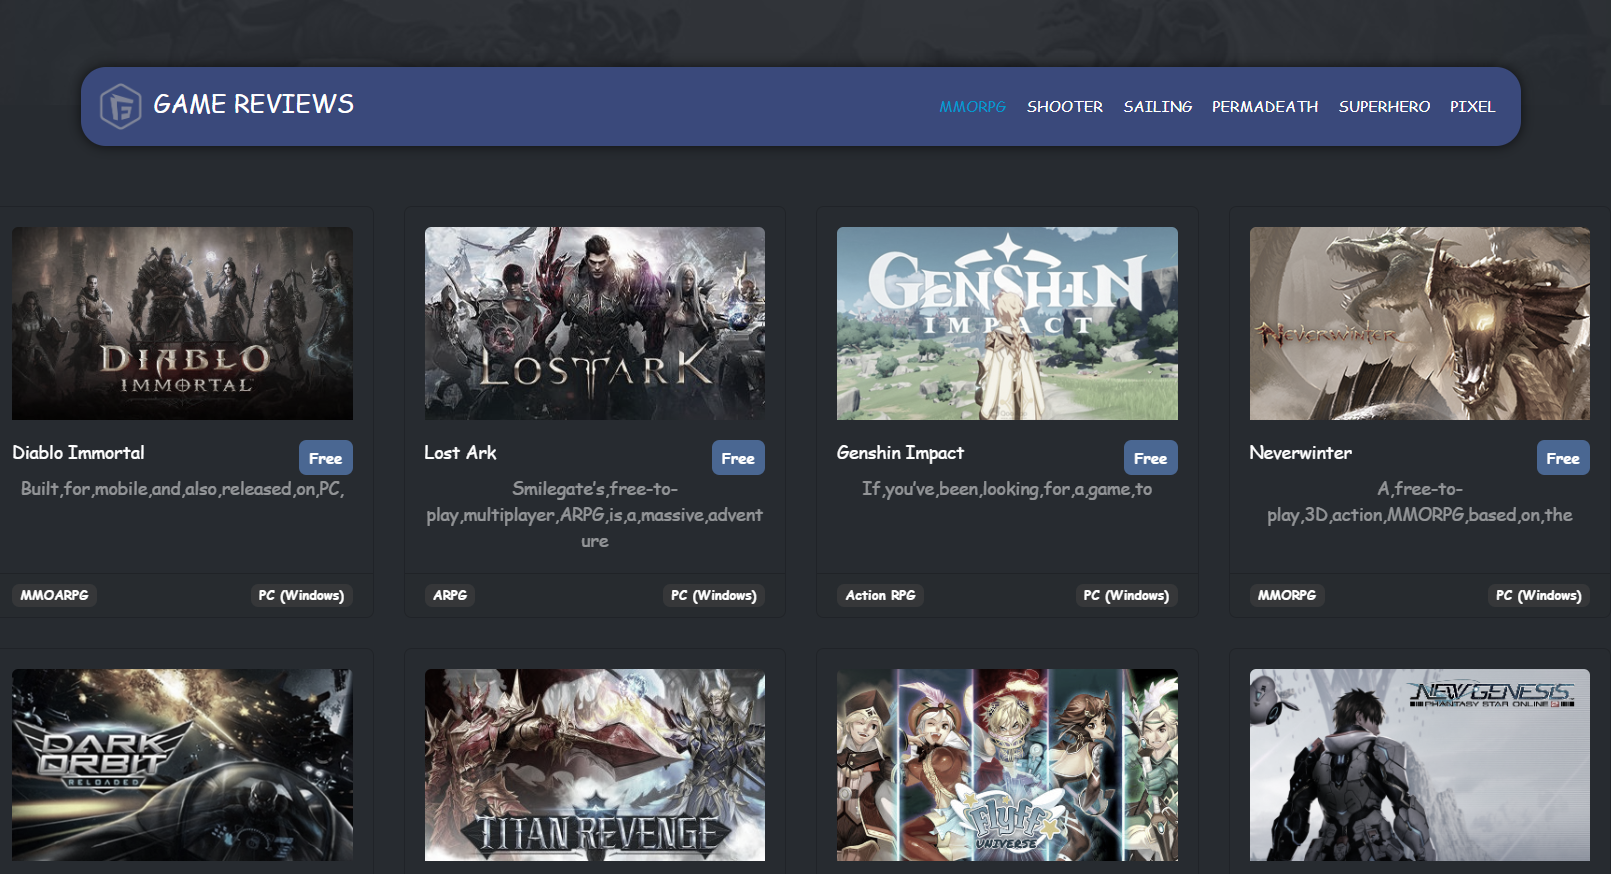 GAME REVIEWS
MMORPG SHOOTER SAILING PERMADEATH SUPERHERO PIXEL
DIABLO
IMMORTAL
LOST ARK
GENSHIN
IMPACT
NEVERWINTER
Diablo Immortal
Free
Built,for,mobile,and,also,released,on,PC,
MMOARPG
PC (Windows)
Lost Ark
Free
Smilegate's,free-to-
play,multiplayer,ARPG,is,a,massive,advent
ure
ARPG
PC (Windows)
Genshin Impact
Free
If,you've,been,looking,for,a,game,to
Action RPG
PC (Windows)
Neverwinter
Free
A,free-to-
play,3D,action,MMORPG,based,on,the
MMORPG
PC (Windows)
DARK
ORBIT
RELOADED
TITAN REVENGE
Flyff
UNIVERSE
NEW GENESIS
PHANTASY STAR ONLINE 2